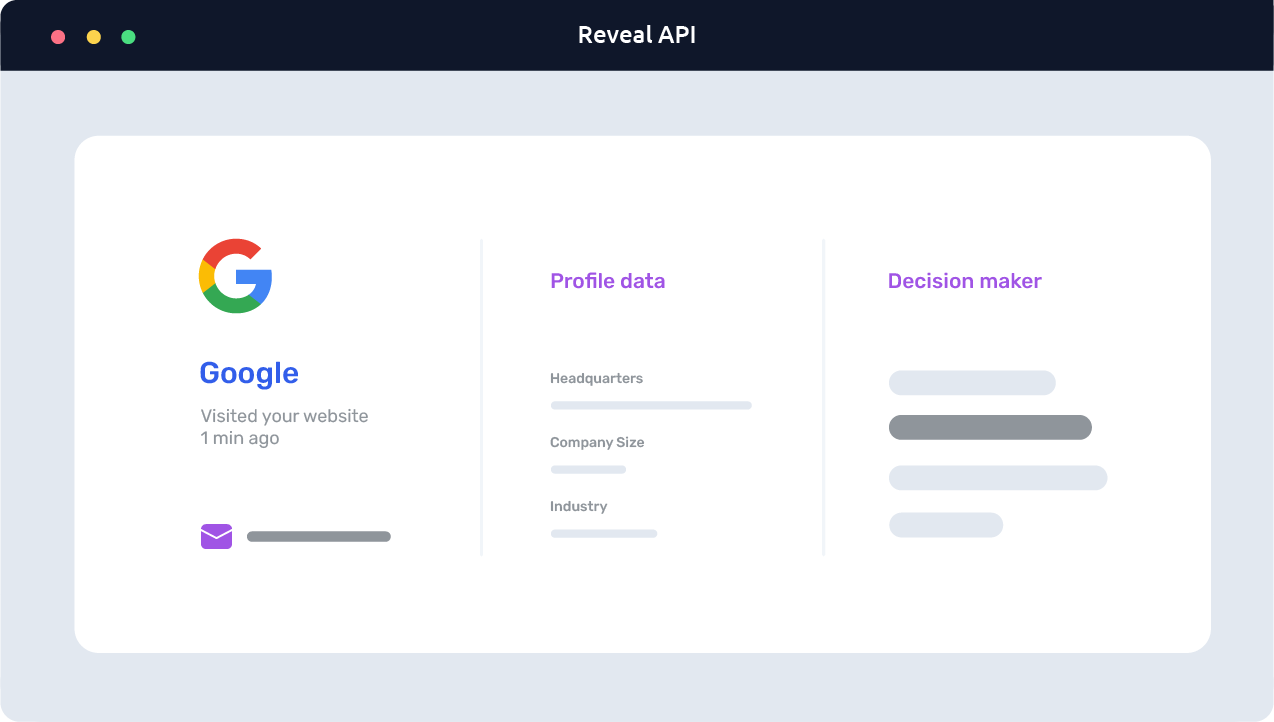 Reveal API
Google
Visited your website
1 min ago
Profile data
Headquarters
Company Size
Industry
Decision maker